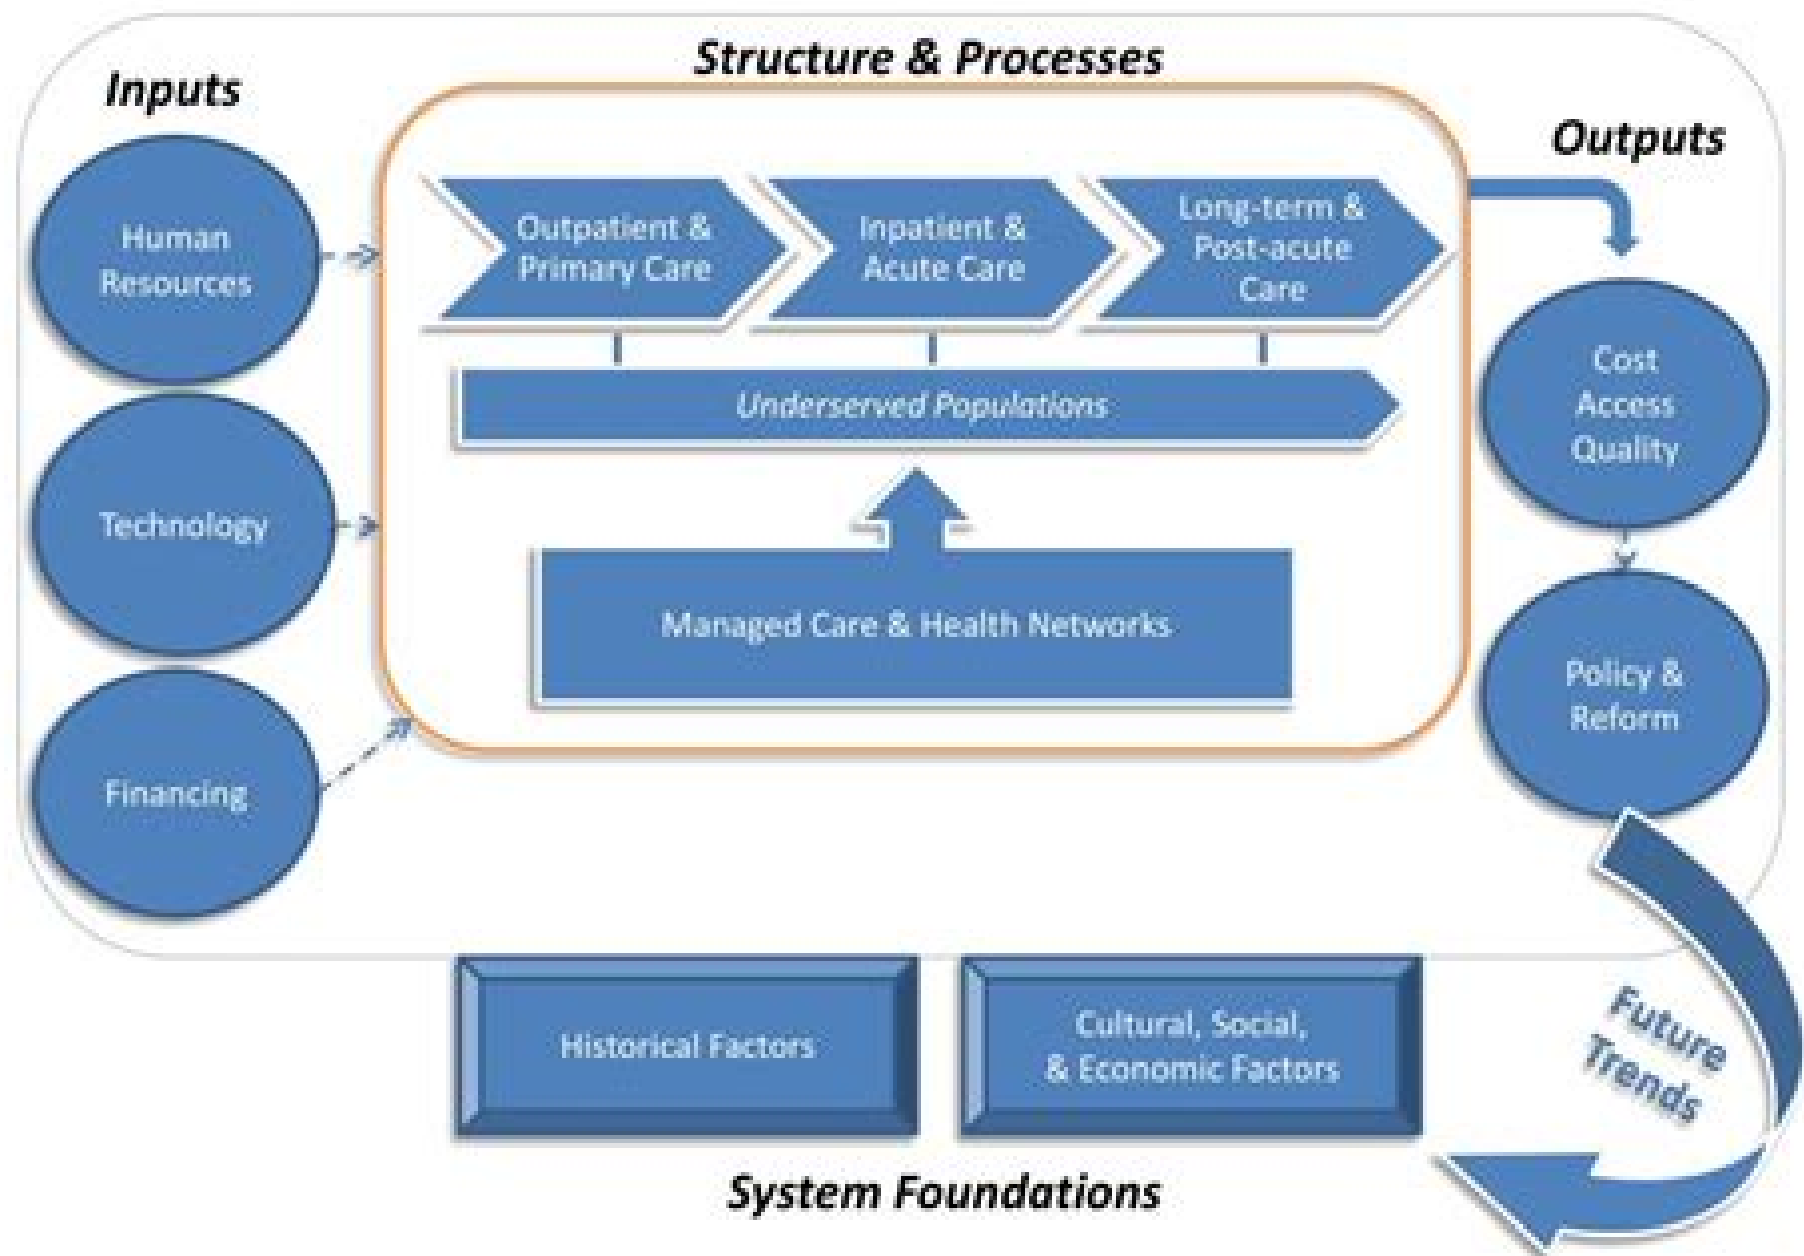 Structure & Processes
Inputs
Outputs
Human
Resources
Technology
Financing
Outpatient &
Primary Care
Inpatient &
Acute Care
Long-term &
Post-acute
Care
Underserved Populations
Managed Care & Health Networks
Cost
Access
Quality
Policy &
Reform
Historical Factors
Cultural, Social,
& Economic Factors
Future
Trends
System Foundations